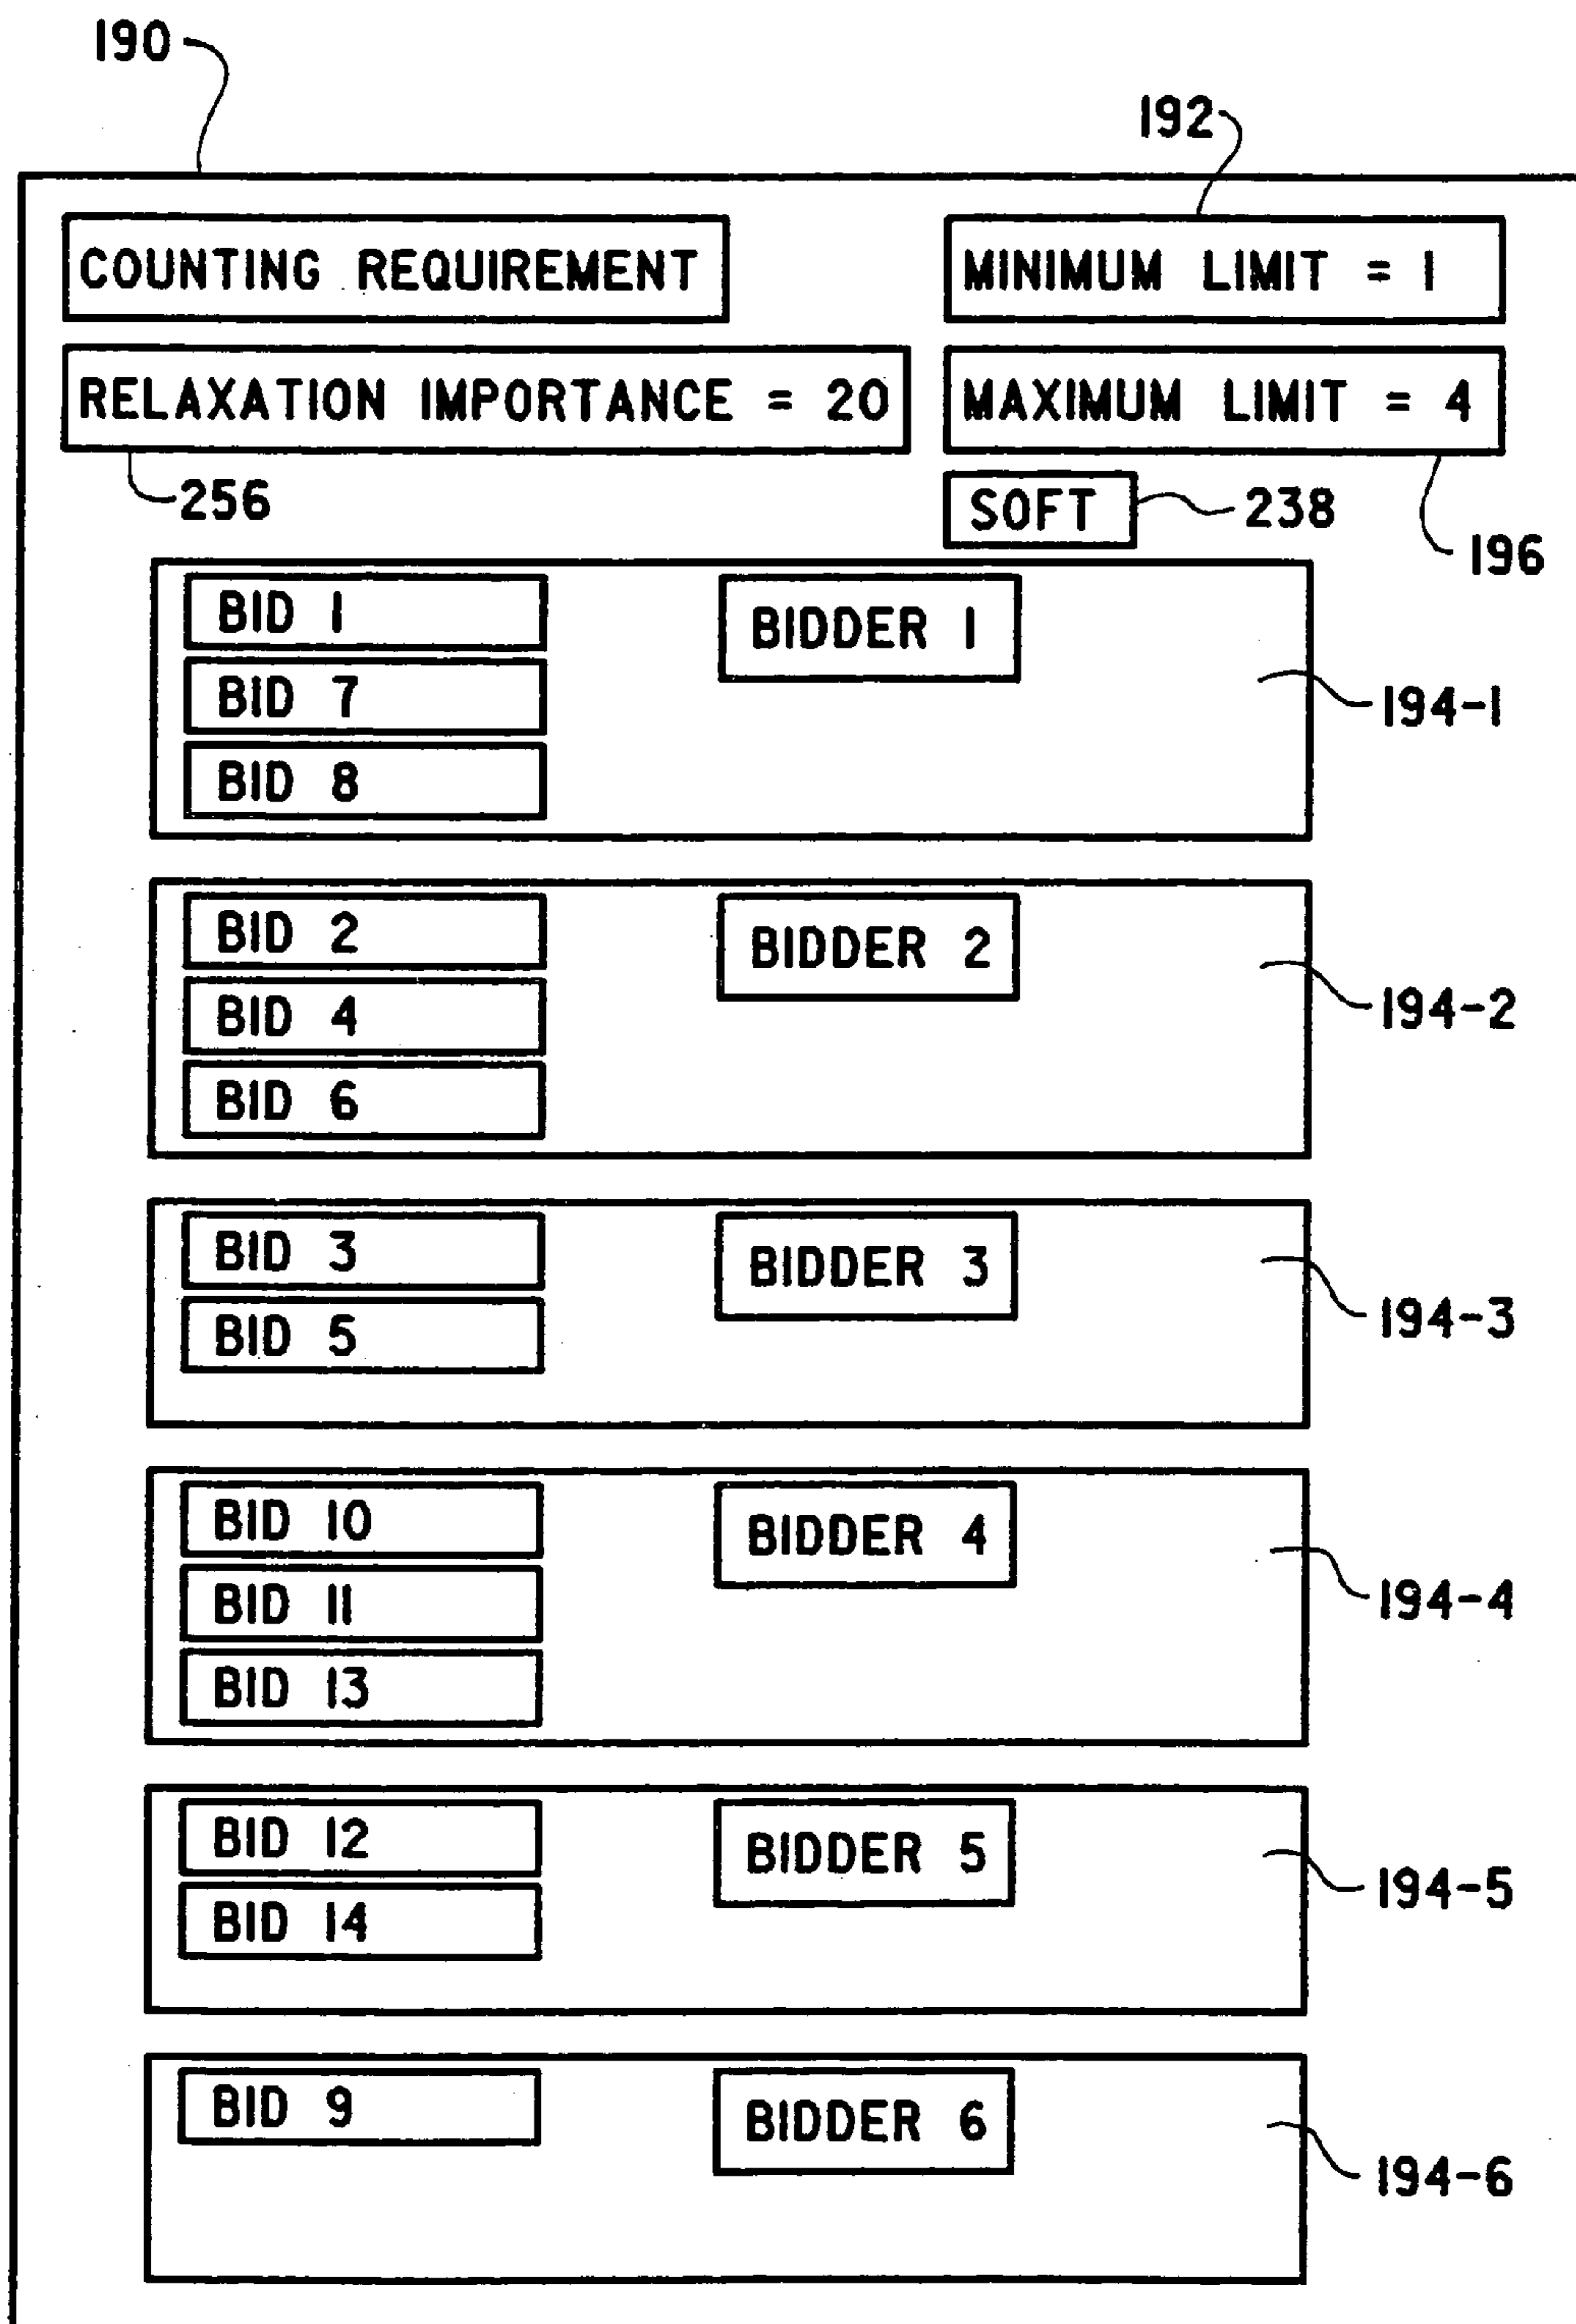 190
192
COUNTING REQUIREMENT
MINIMUM LIMIT = 1
RELAXATION IMPORTANCE = 20
MAXIMUM LIMIT = 4
256
SOFT
238
196
BID 1
BIDDER 1
BID 7
194-1
BID 8
BID 2
BIDDER 2
BID 4
194-2
BID 6
BID 3
BIDDER 3
BID 5
194-3
BID 10
BIDDER 4
BID 11
194-4
BID 13
BID 12
BIDDER 5
BID 14
194-5
BID 9
BIDDER 6
194-6